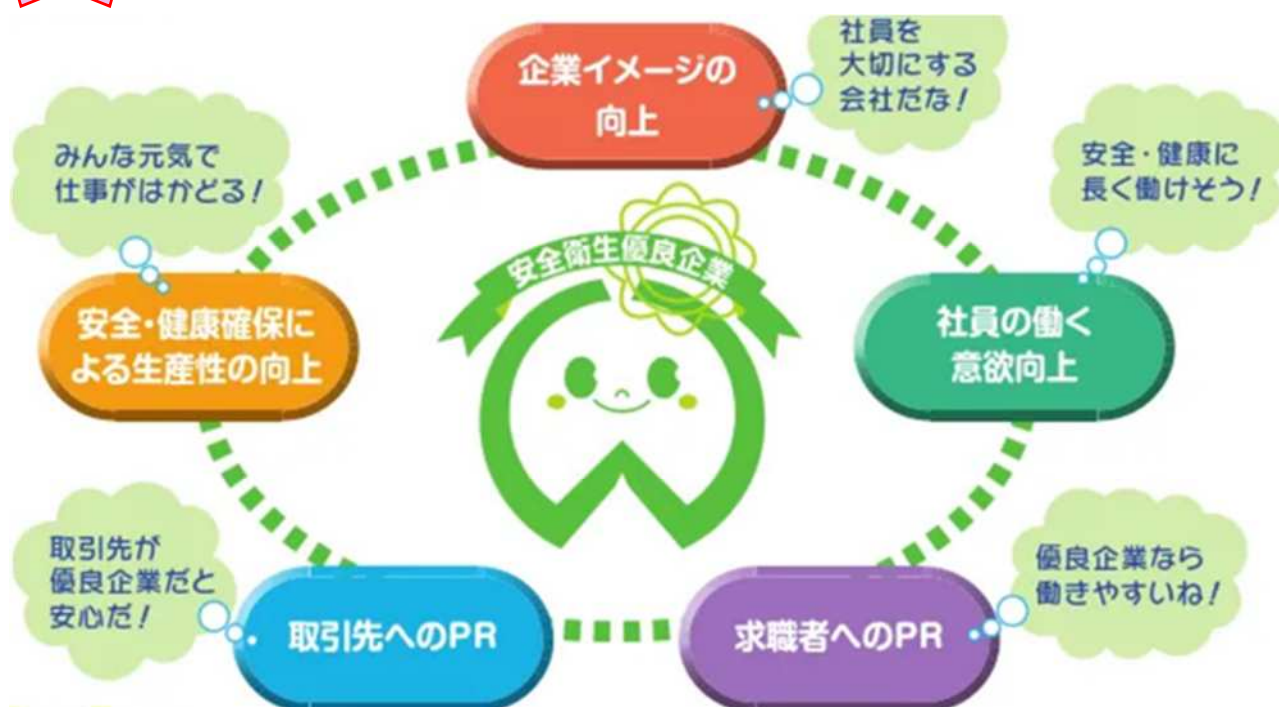 企業イメージの
向上
社員を
大切にする
会社だな!
みんな元気で
仕事がはかどる!
安全・健康に
長く働けそう!
安全衛生優良企業
安全・健康確保に
よる生産性の向上
社員の働く
意欲向上
取引先が
優良企業だと
安心だ!
取引先へのPR
求職者へのPR
優良企業なら
働きやすいね!